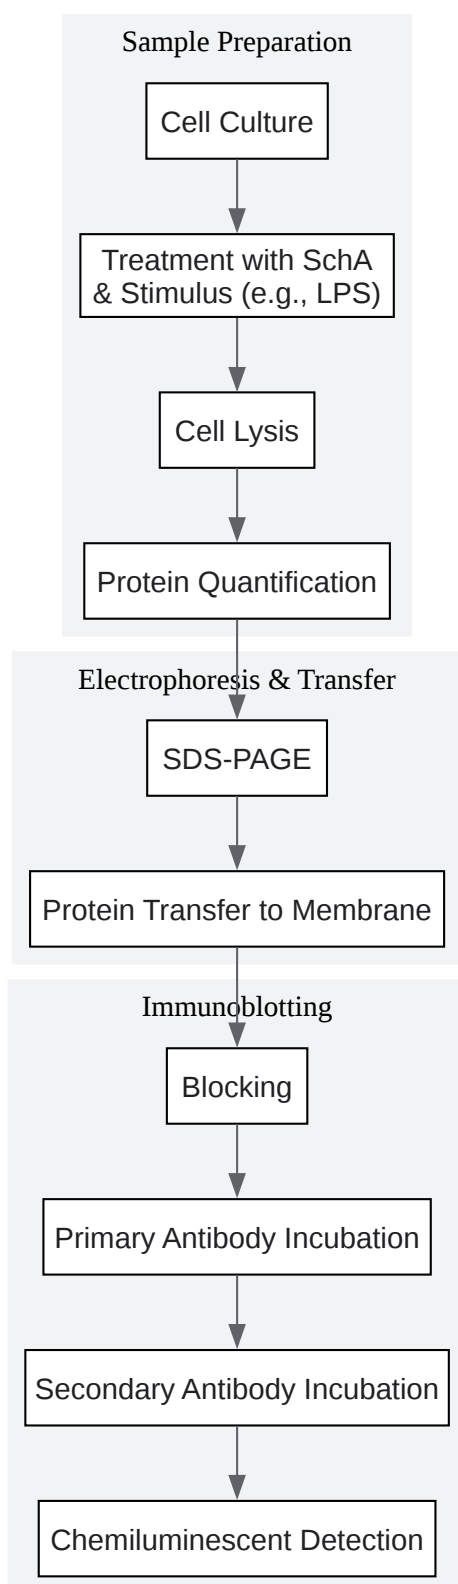 Sample Preparation
Cell Culture
Treatment with SchA
& Stimulus (e.g., LPS)
Cell Lysis
Protein Quantification
Electrophoresis & Transfer
SDS-PAGE
Protein Transfer to Membrane
Immunoblotting
Blocking
Primary Antibody Incubation
Secondary Antibody Incubation
Chemiluminescent Detection